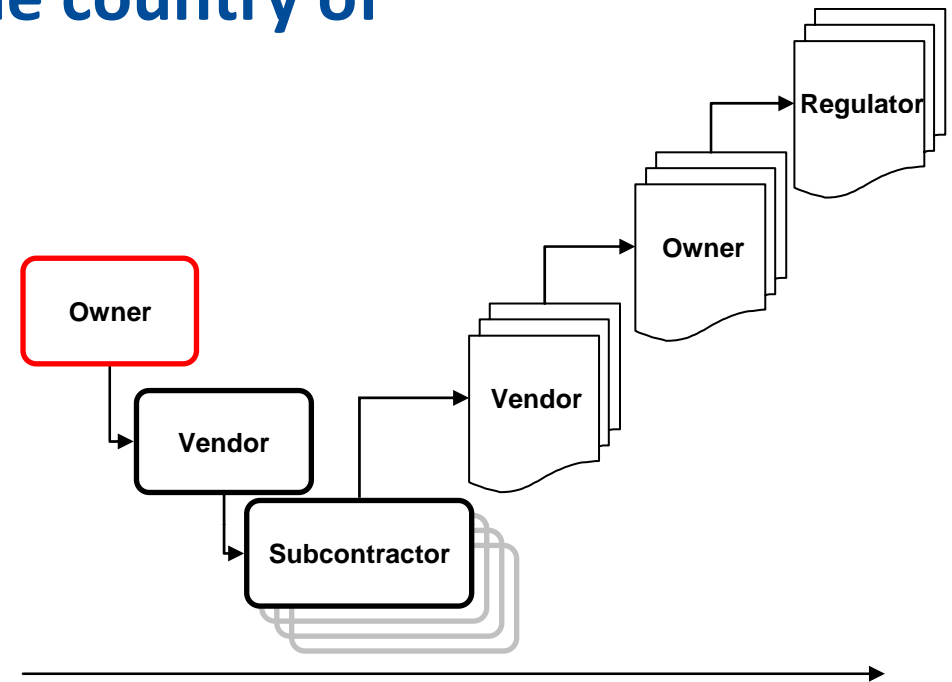 country of
Regulator
Owner
Owner
Vendor
Vendor
Subcontractor